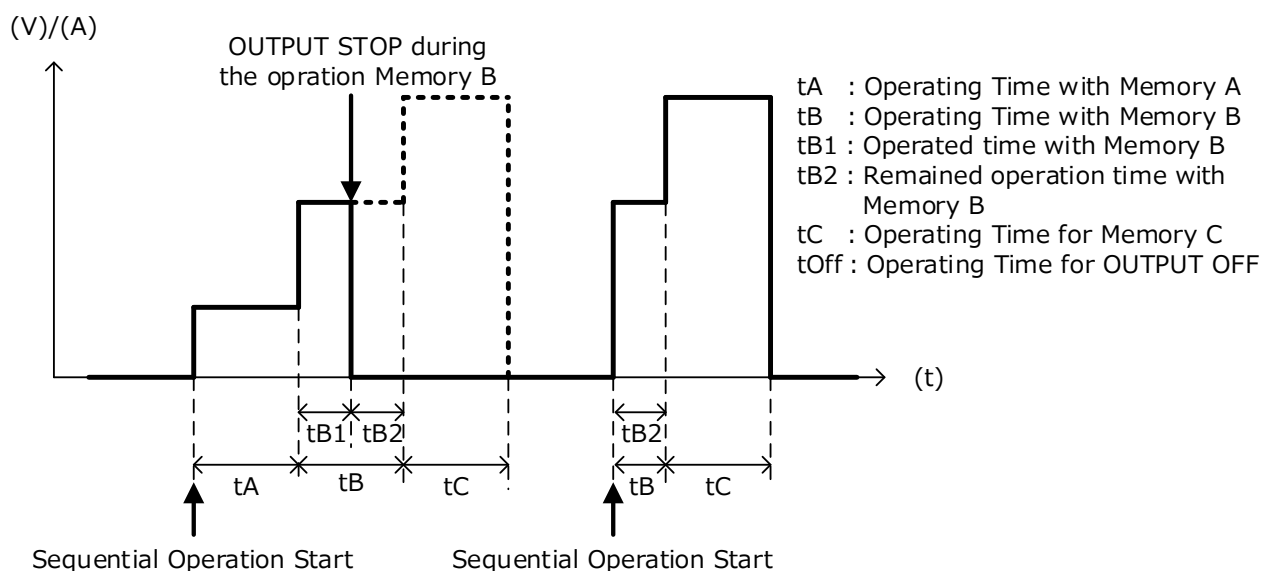 (V)/(A)
OUTPUT STOP during
the opration Memory B
tA : Operating Time with Memory A
tB : Operating Time with Memory B
tB1 : Operated time with Memory B
tB2 : Remained operation time with
Memory B
tC : Operating Time for Memory C
tOff : Operating Time for OUTPUT OFF
(t)
tB1 tB2 tB2
tA tB tC tB tC
Sequential Operation Start Sequential Operation Start